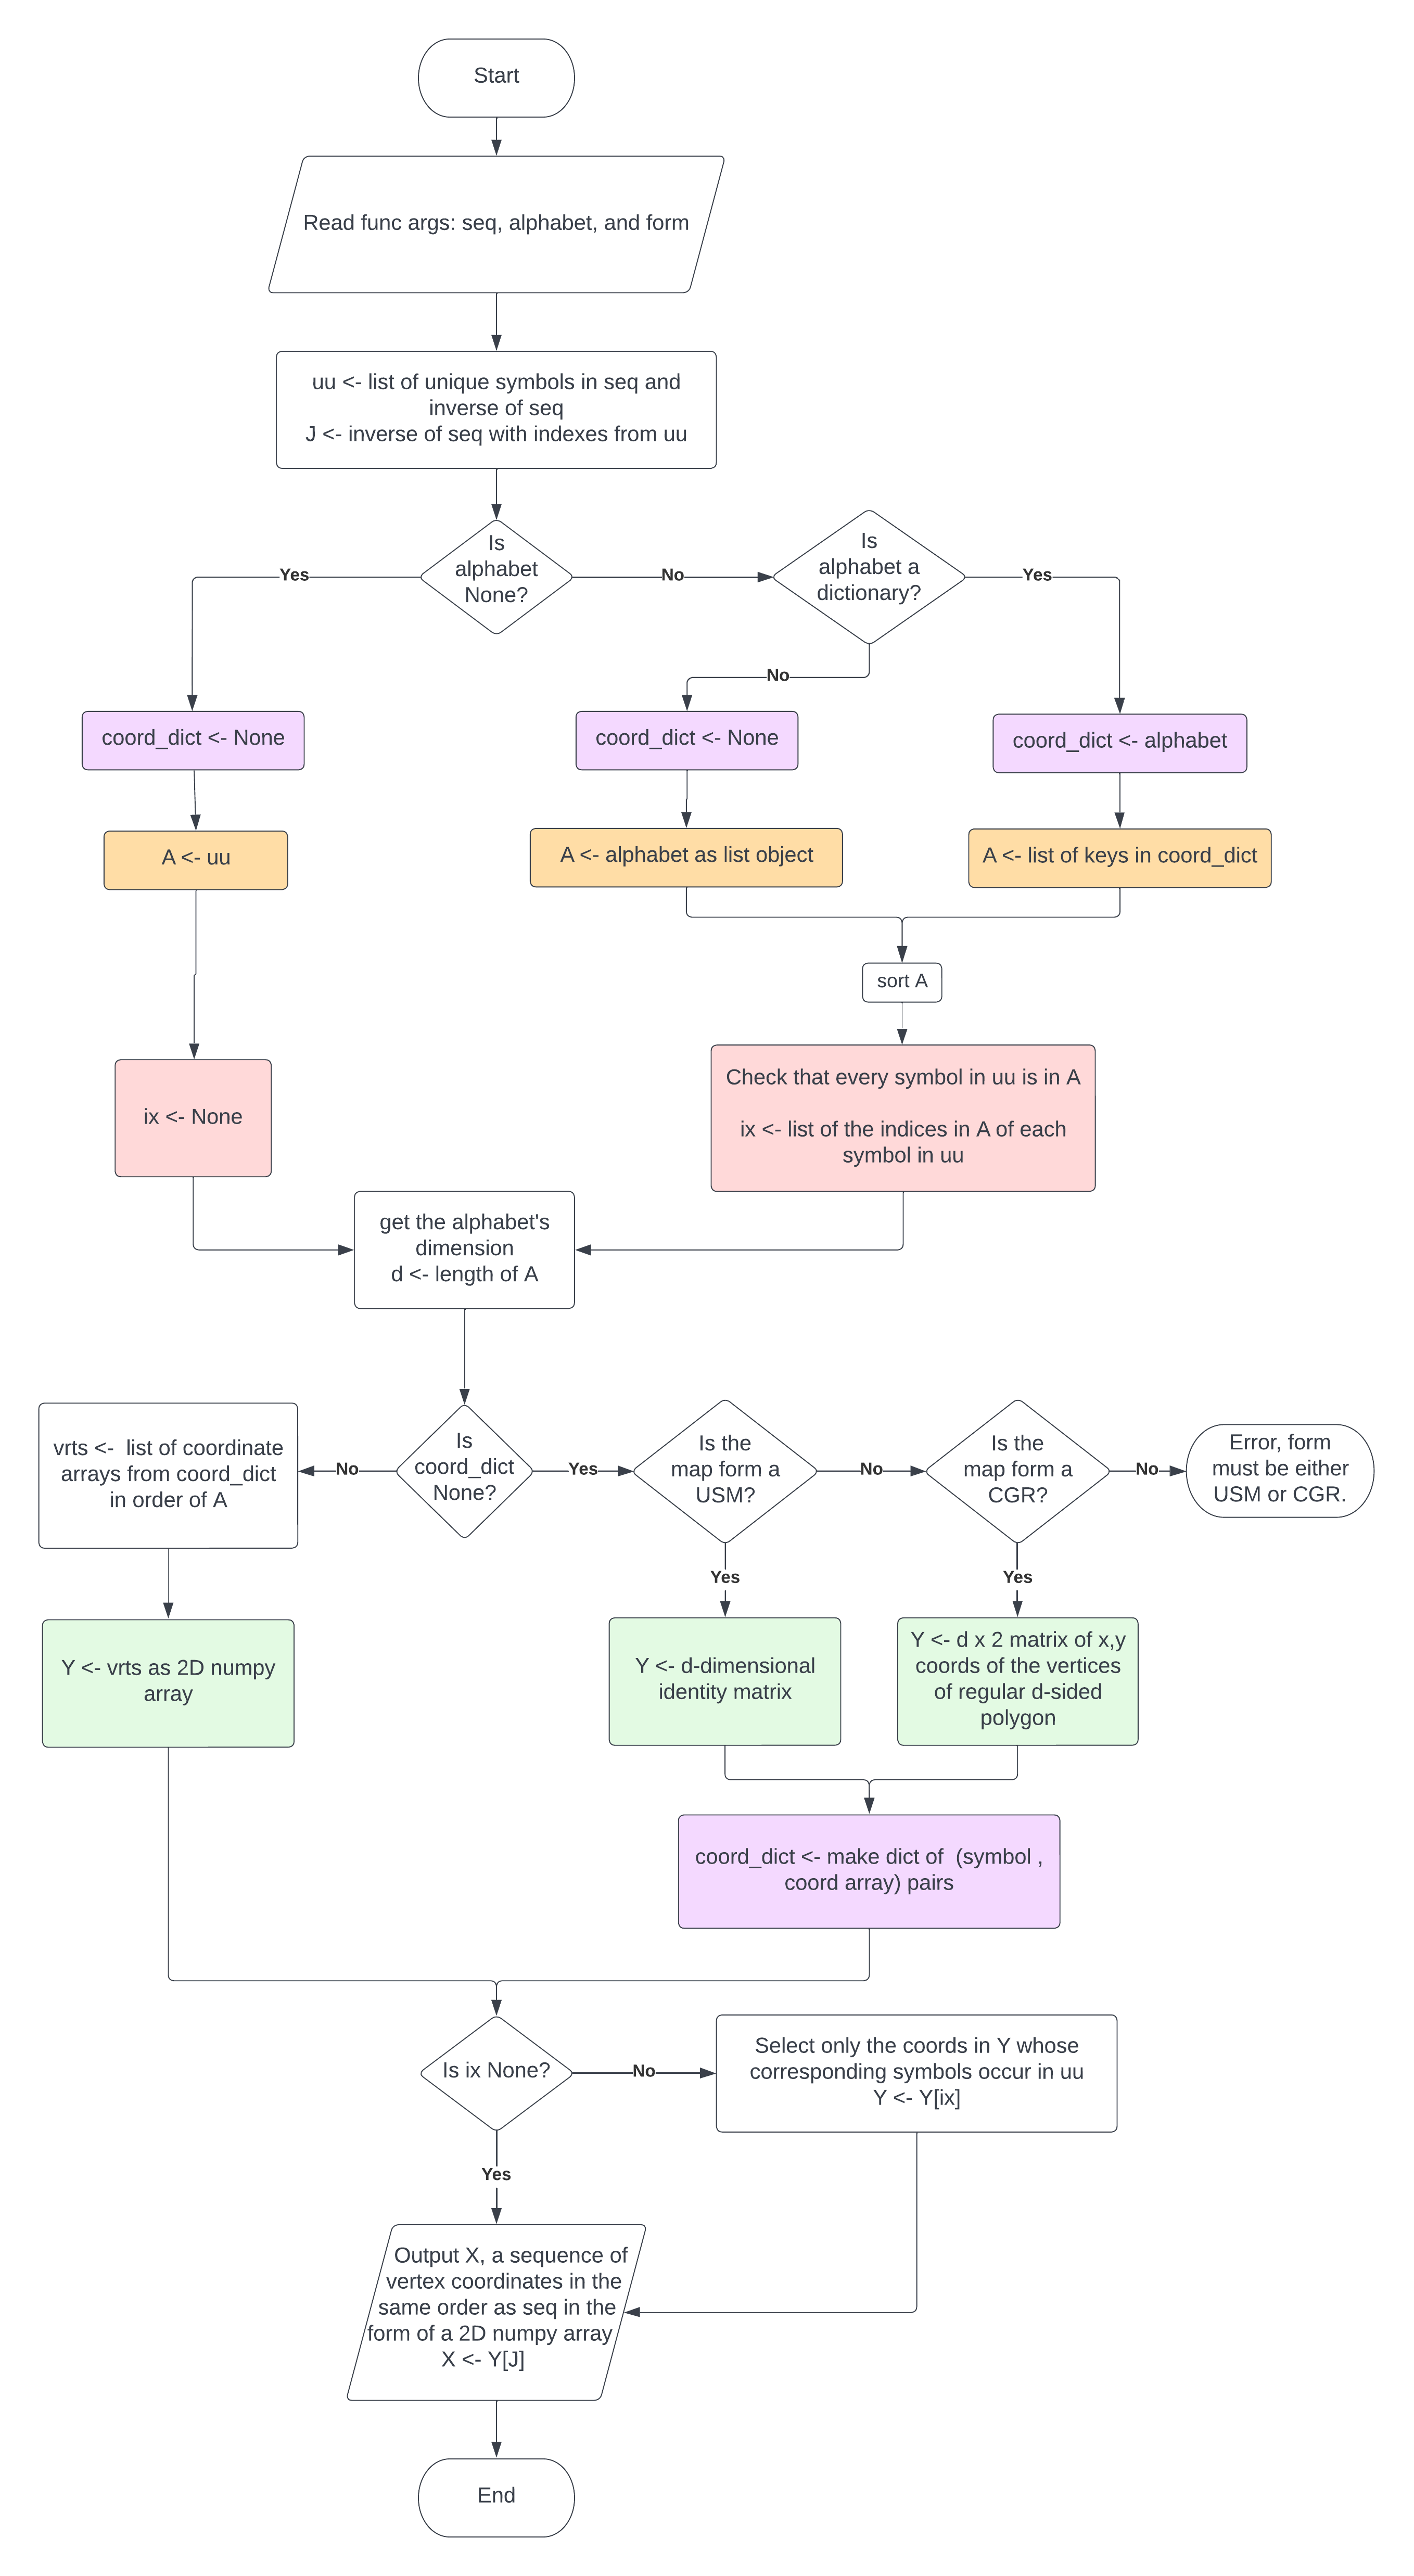 Start
Read func args: seq, alphabet, and form
uu <- list of unique symbols in seq and
inverse of seq
J <- inverse of seq with indexes from uu
Is
alphabet
None?
Is
alphabet a
dictionary?
Yes
No
Yes
No
coord_dict <- None
coord_dict <- None
coord_dict <- alphabet
A <- uu
A <- alphabet as list object
A <- list of keys in coord_dict
sort A
ix <- None
Check that every symbol in uu is in A
ix <- list of the indices in A of each
symbol in uu
get the alphabet's
dimension
d <- length of A
vrts <-  list of coordinate
arrays from coord_dict
in order of A
No
Is
coord_dict
None?
Yes
Is the
map form a
USM?
No
Is the
map form a
CGR?
No
Error, form
must be either
USM or CGR.
Yes
Yes
Y <- vrts as 2D numpy
array
Y <- d-dimensional
identity matrix
Y <- d x 2 matrix of x,y
coords of the vertices
of regular d-sided
polygon
coord_dict <- make dict of  (symbol ,
coord array) pairs
Is ix None?
No
Select only the coords in Y whose
corresponding symbols occur in uu
Y <- Y[ix]
Yes
Output X, a sequence of
vertex coordinates in the
same order as seq in the
form of a 2D numpy array
X <- Y[J]
End